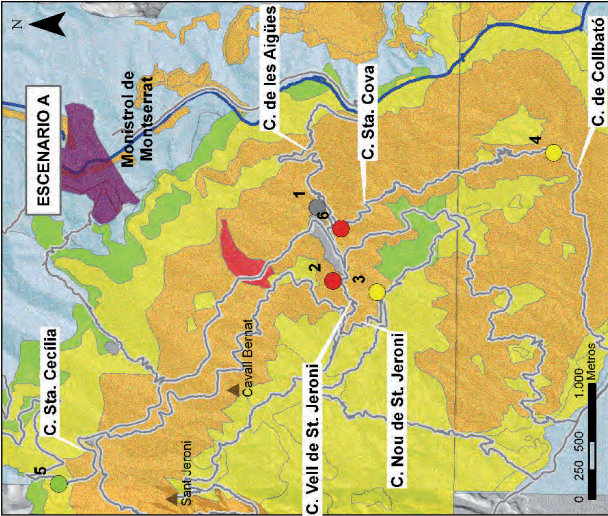 N
ESCENARIO A
Monistrol de
Montserrat
C. de les Aigües
C. Sta. Cova
C. de Collbató
C. Sta. Cecília
Cavall Bernat
Sant Jeroni
C. Vell de St. Jeroni
C. Nou de St. Jeroni
1
6
2
3
4
5
0 250 500 1.000
Metros